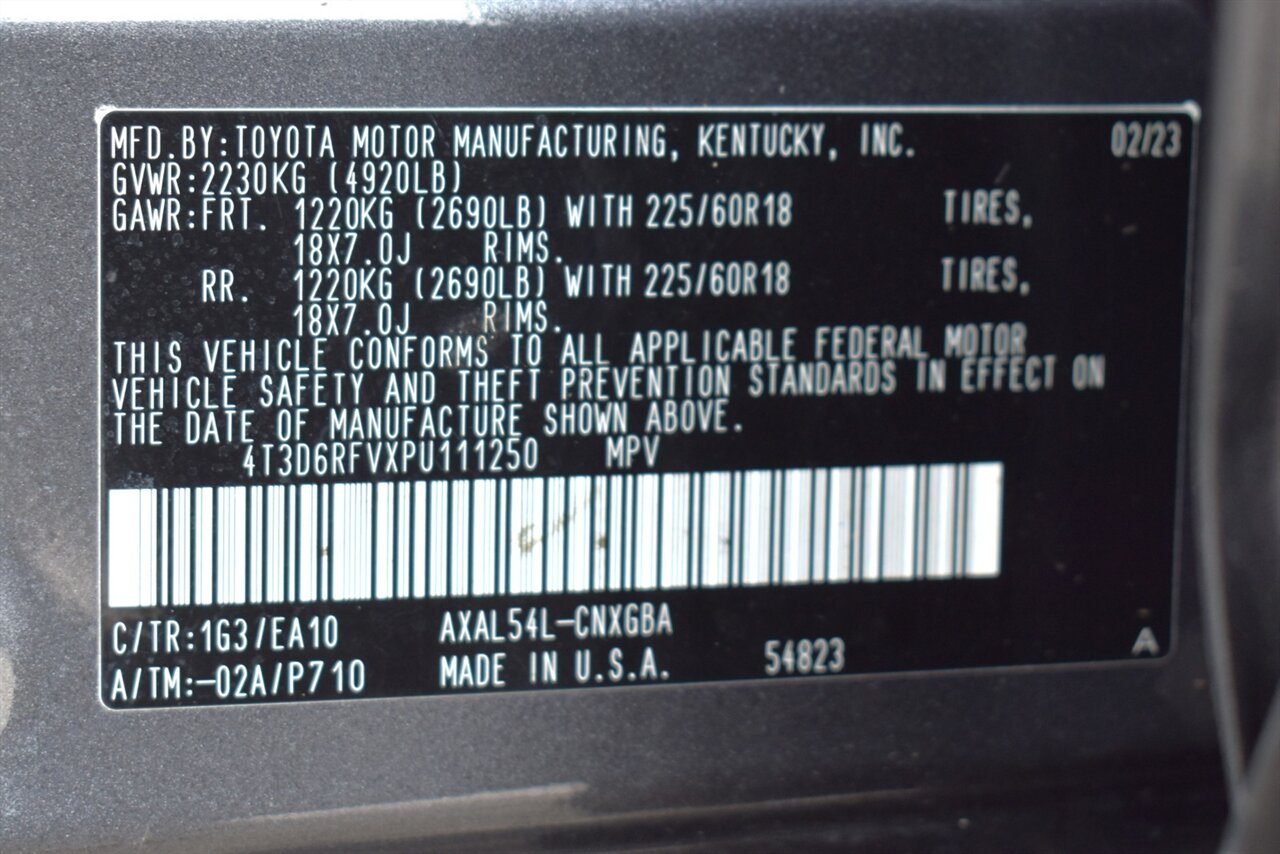 MFD.BY:TOYOTA MOTOR MANUFACTURING, KENTUCKY, INC. 02/23
GVWR:2230KG (4920LB)
GAWR:FRT. 1220KG (2690LB) WITH 225/60R18 TIRES,
18X7.0J RIMS.
RR. 1220KG (2690LB) WITH 225/60R18 TIRES,
18X7.0J RIMS.
THIS VEHICLE CONFORMS TO ALL APPLICABLE FEDERAL MOTOR
VEHICLE SAFETY AND THEFT PREVENTION STANDARDS IN EFFECT ON
THE DATE OF MANUFACTURE SHOWN ABOVE.
4T3D6RFVXPU111250 MPV
C/TR:1G3/EA10 AXAL54L-CNXGBA
A/TM:-02A/P710 MADE IN U.S.A. 54823 A